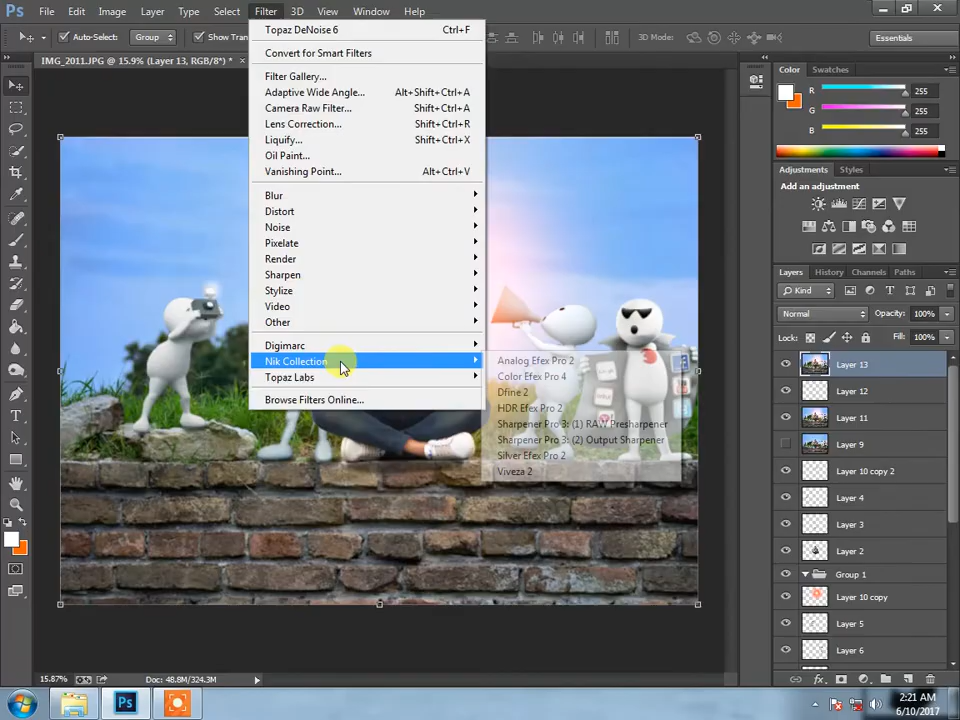 Ps File Edit Image Layer Type Select Filter 3D View Window Help
Auto-Select: Group Show Tran 3D Mode: Essentials
IMG_2011.JPG @ 15.9% (Layer 13, RGB/8*) * ×
Topaz DeNoise 6 Ctrl+F
Convert for Smart Filters
Filter Gallery...
Adaptive Wide Angle... Alt+Shift+Ctrl+A
Camera Raw Filter... Shift+Ctrl+A
Lens Correction... Shift+Ctrl+R
Liquify... Shift+Ctrl+X
Oil Paint...
Vanishing Point... Alt+Ctrl+V
Blur
Distort
Noise
Pixelate
Render
Sharpen
Stylize
Video
Other
Digimarc
Nik Collection
Topaz Labs
Browse Filters Online...
Analog Efex Pro 2
Color Efex Pro 4
Dfine 2
HDR Efex Pro 2
Sharpener Pro 3: (1) RAW Presharpener
Sharpener Pro 3: (2) Output Sharpener
Silver Efex Pro 2
Viveza 2
Color Swatches
R 255
G 255
B 255
Adjustments Styles
Add an adjustment
Layers History Channels Paths
Kind
Normal Opacity: 100%
Lock: Fill: 100%
Layer 13
Layer 12
Layer 11
Layer 9
Layer 10 copy 2
Layer 4
Layer 3
Layer 2
Group 1
Layer 10 copy
Layer 5
Layer 6
15.87% Doc: 48.8M/324.3M
Ps
2:21 AM
6/10/2017